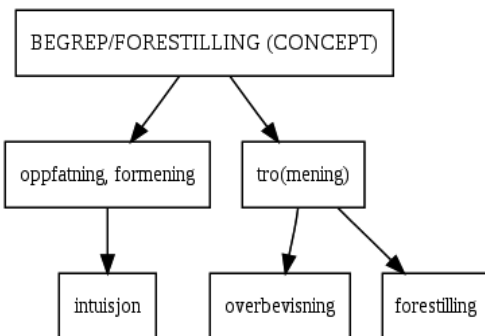 BEGREP/FORESTILLING (CONCEPT)
oppfatning, formening
tro(mening)
intuisjon
overbevisning
forestilling